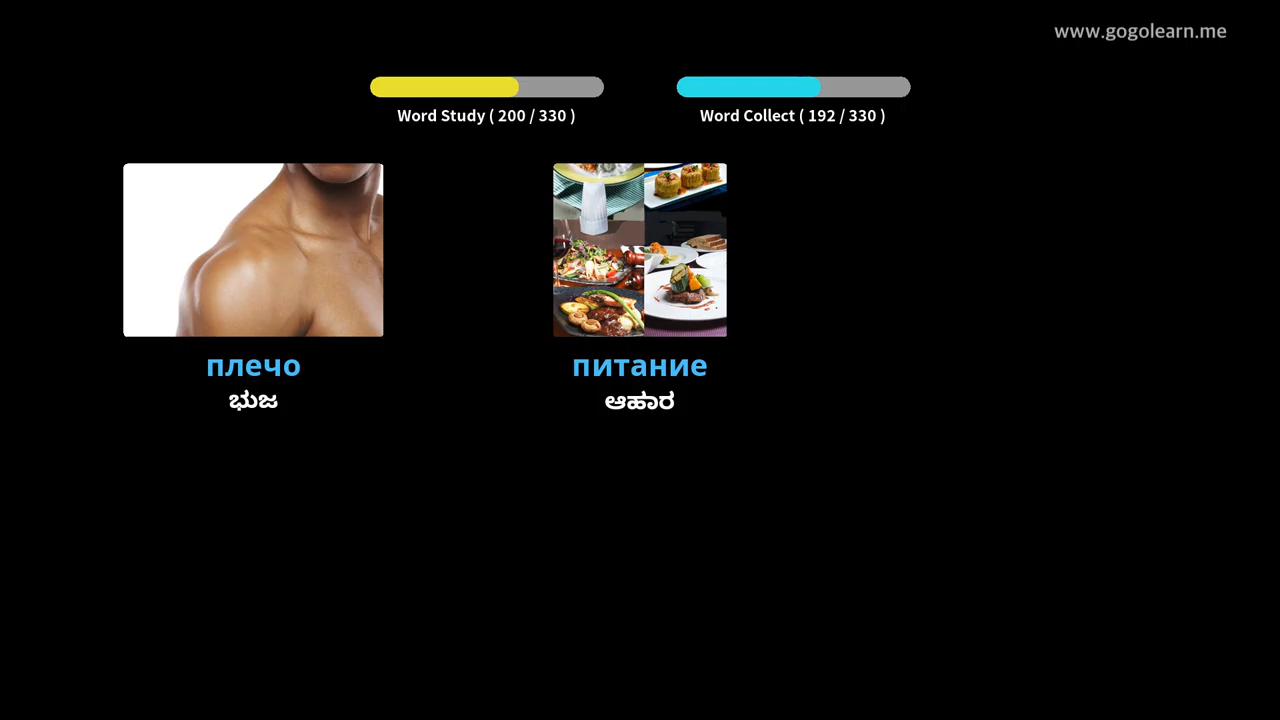 www.gogolearn.me
Word Study ( 200 / 330 )
Word Collect ( 192 / 330 )
плечо
ಭುಜ
питание
ಆಹಾರ